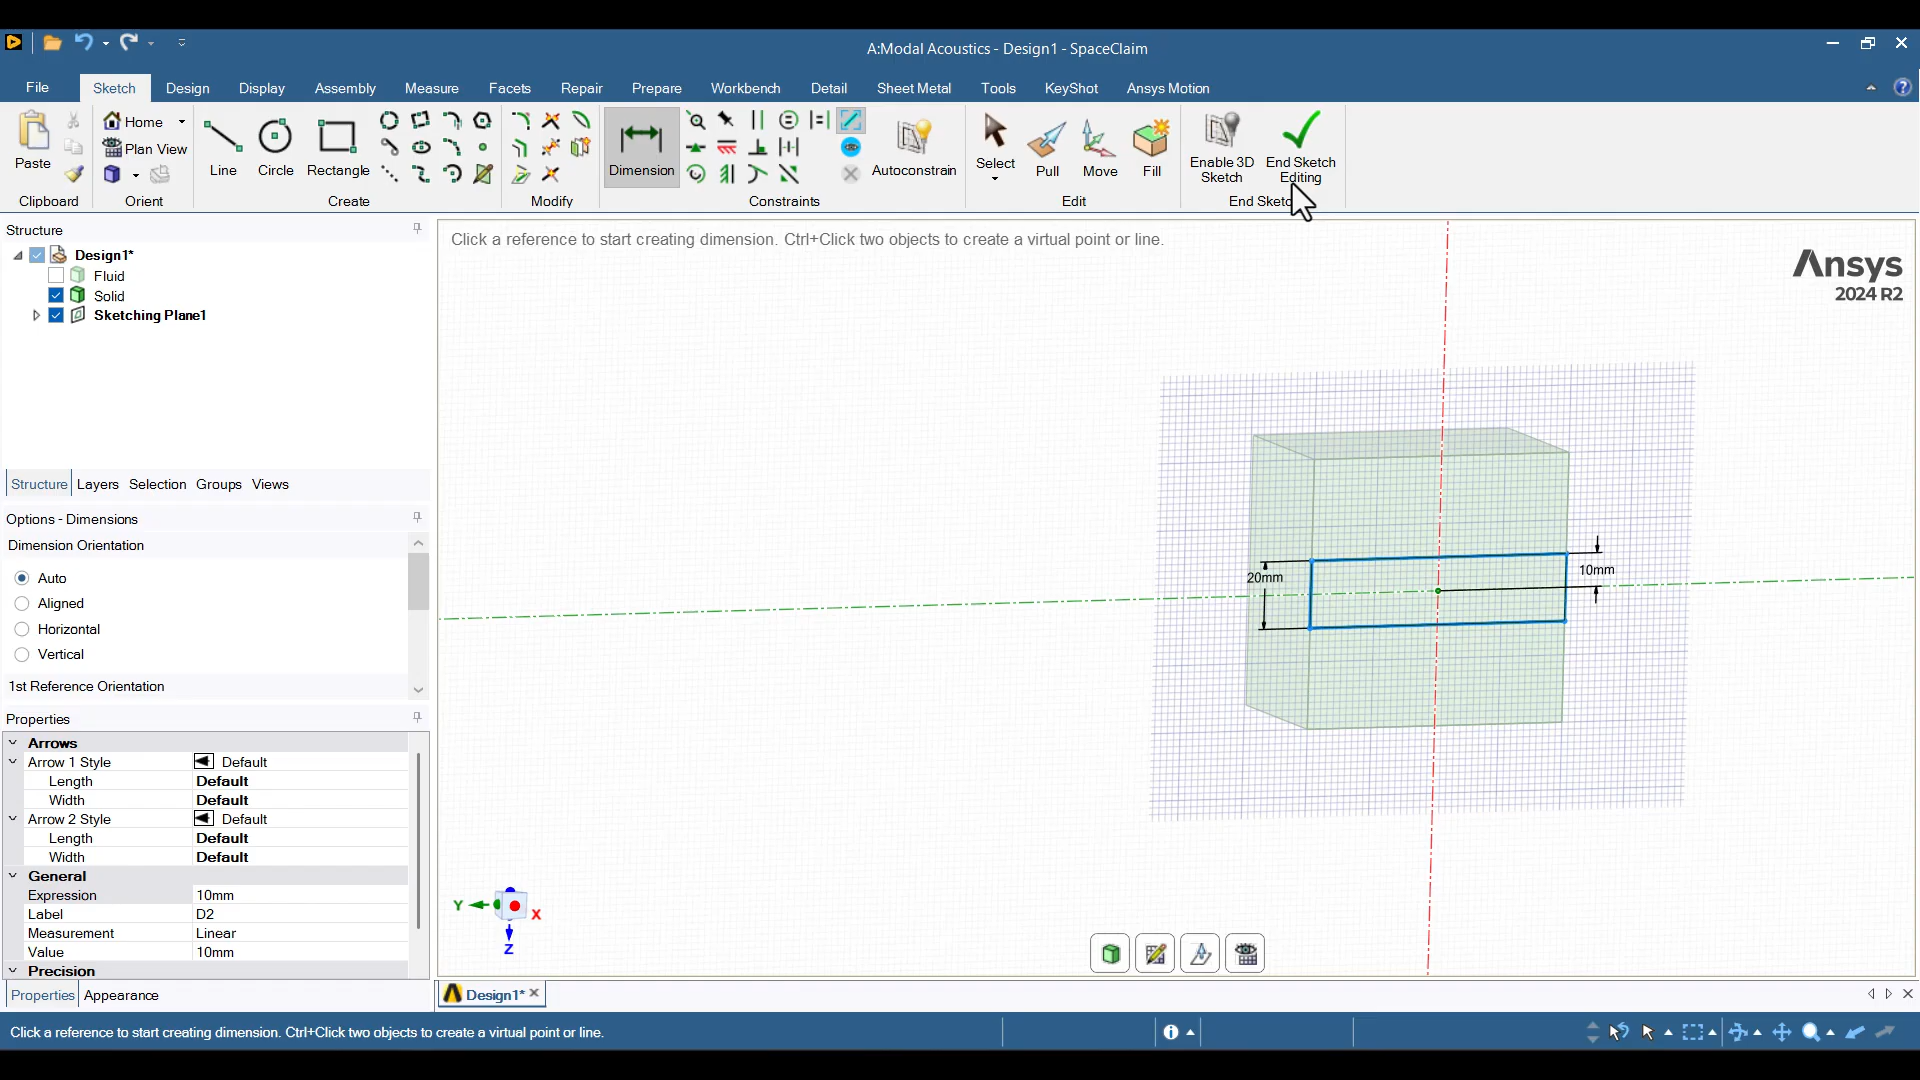 A:Modal Acoustics - Design1 - SpaceClaim
File Sketch Design Display Assembly Measure Facets Repair Prepare Workbench Detail Sheet Metal Tools KeyShot Ansys Motion
Paste
Clipboard
Home
Plan View
Orient
Line Circle Rectangle
Create
Modify
Dimension
Autoconstrain
Constraints
Select Pull Move Fill
Edit
Enable 3D Sketch
End Sketch Editing
Structure
Design1*
Fluid
Solid
Sketching Plane1
Structure Layers Selection Groups Views
Options - Dimensions
Dimension Orientation
Auto
Aligned
Horizontal
Vertical
1st Reference Orientation
Properties
Arrows
Arrow 1 Style Default
Length Default
Width Default
Arrow 2 Style Default
Length Default
Width Default
General
Expression 10mm
Label D2
Measurement Linear
Value 10mm
Precision
Properties Appearance
Click a reference to start creating dimension. Ctrl+Click two objects to create a virtual point or line.
Ansys
2024 R2
20mm
10mm
Y
X
Z
Design1*
Click a reference to start creating dimension. Ctrl+Click two objects to create a virtual point or line.